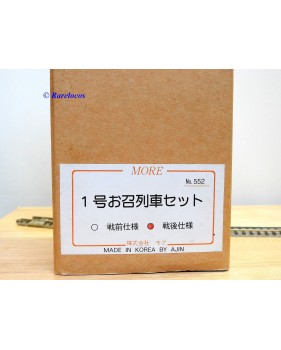 © Rarelocos
MORE
No. 552
1号お召列車セット
○ 戦前仕様 戦後仕様
株式会社 モア
MADE IN KOREA BY AJIN